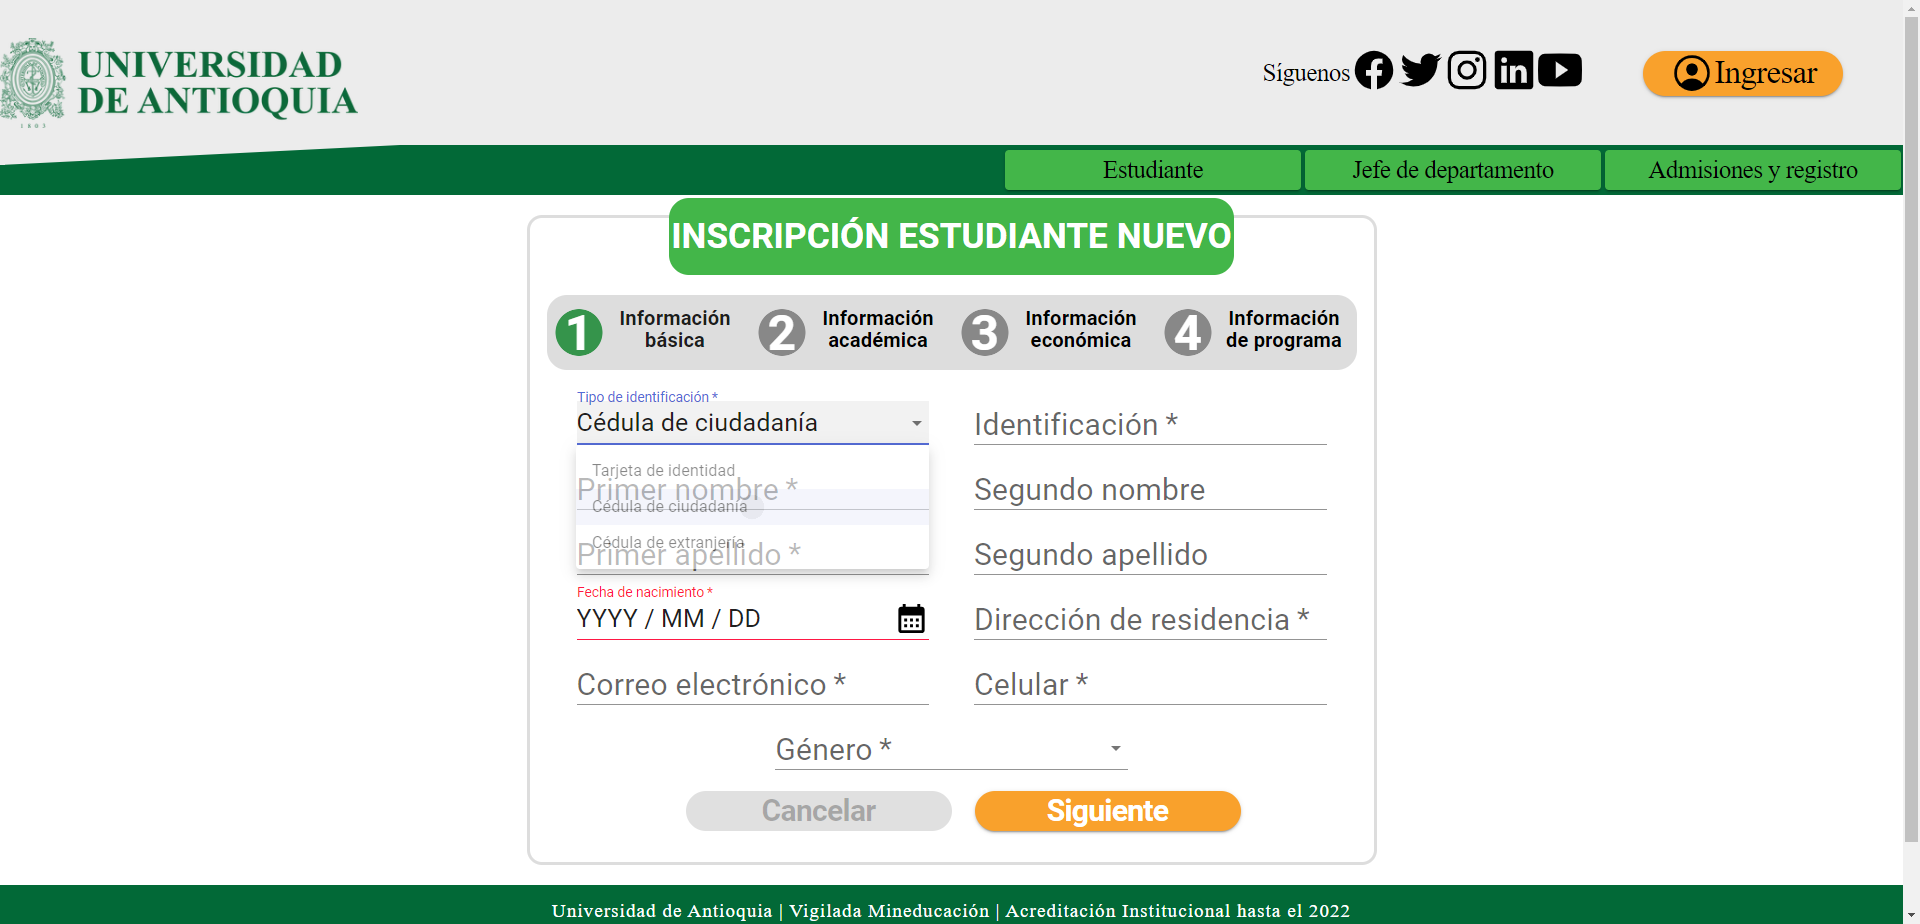 UNIVERSIDAD
DE ANTIOQUIA
1803
Síguenos
Ingresar
Estudiante
Jefe de departamento
Admisiones y registro
INSCRIPCIÓN ESTUDIANTE NUEVO
1 Información
básica
2 Información
académica
3 Información
económica
4 Información
de programa
Tipo de identificación *
Cédula de ciudadanía
Identificación *
Tarjeta de identidad
Primer nombre *
Segundo nombre
Cédula de ciudadanía
Cédula de extranjería
Primer apellido *
Segundo apellido
Fecha de nacimiento *
YYYY / MM / DD
Dirección de residencia *
Correo electrónico *
Celular *
Género *
Cancelar
Siguiente
Universidad de Antioquia | Vigilada Mineducación | Acreditación Institucional hasta el 2022